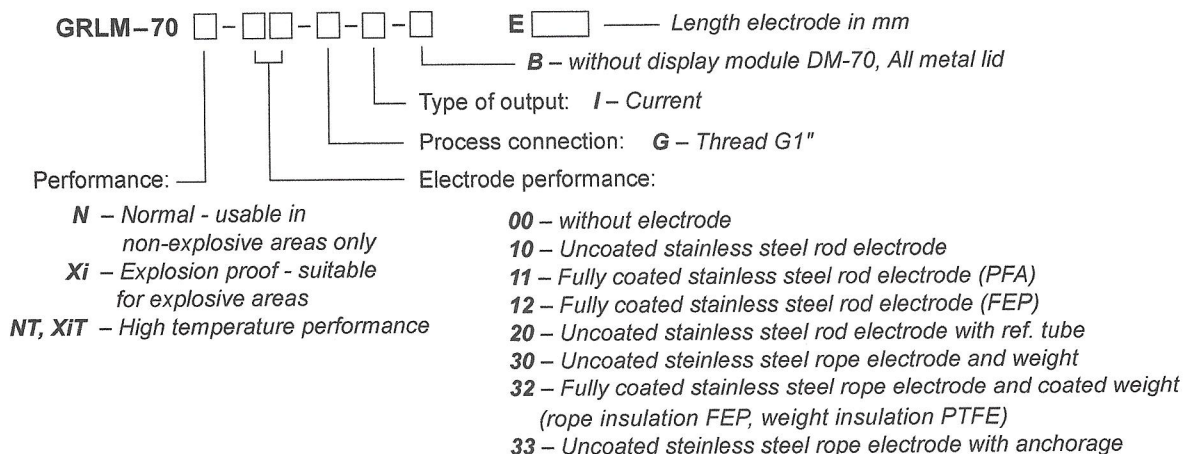 GRLM–70 □–□□–□–□–□ E□ Length electrode in mm
B – without display module DM-70, All metal lid
Type of output: I – Current
Process connection: G – Thread G1"
Performance: Electrode performance:
N – Normal - usable in
non-explosive areas only
Xi – Explosion proof - suitable
for explosive areas
NT, XiT – High temperature performance
00 – without electrode
10 – Uncoated stainless steel rod electrode
11 – Fully coated stainless steel rod electrode (PFA)
12 – Fully coated stainless steel rod electrode (FEP)
20 – Uncoated stainless steel rod electrode with ref. tube
30 – Uncoated steinless steel rope electrode and weight
32 – Fully coated stainless steel rope electrode and coated weight
(rope insulation FEP, weight insulation PTFE)
33 – Uncoated steinless steel rope electrode with anchorage